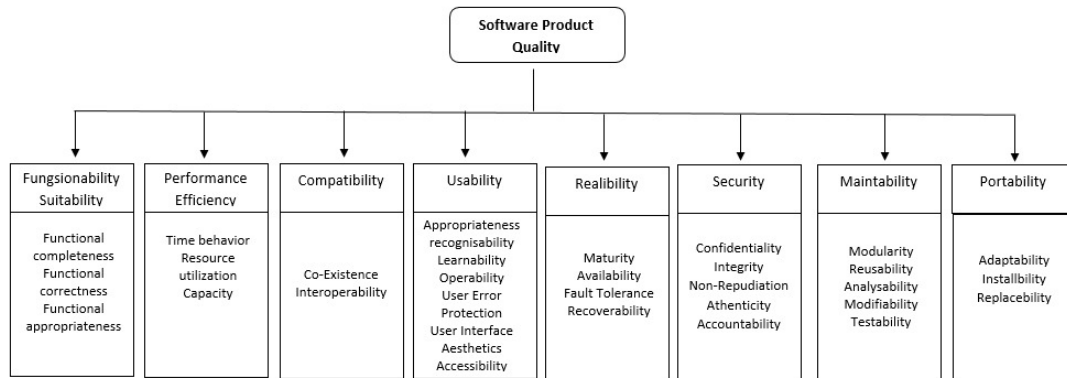 Software Product
Quality
Fungsionability
Suitability
Functional
completeness
Functional
correctness
Functional
appropriateness
Performance
Efficiency
Time behavior
Resource
utilization
Capacity
Compatibility
Co-Existence
Interoperability
Usability
Appropriateness
recognisability
Learnability
Operability
User Error
Protection
User Interface
Aesthetics
Accessibility
Realibility
Maturity
Availability
Fault Tolerance
Recoverability
Security
Confidentiality
Integrity
Non-Repudiation
Athenticity
Accountability
Maintability
Modularity
Reusability
Analysability
Modifiability
Testability
Portability
Adaptability
Installbility
Replacebility